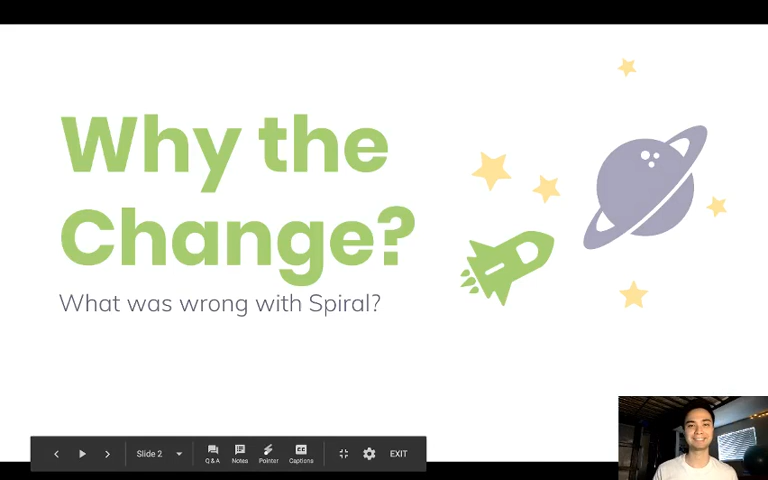 Why the
Change?
What was wrong with Spiral?
Slide 2
Q & A
Notes
Pointer
Captions
EXIT